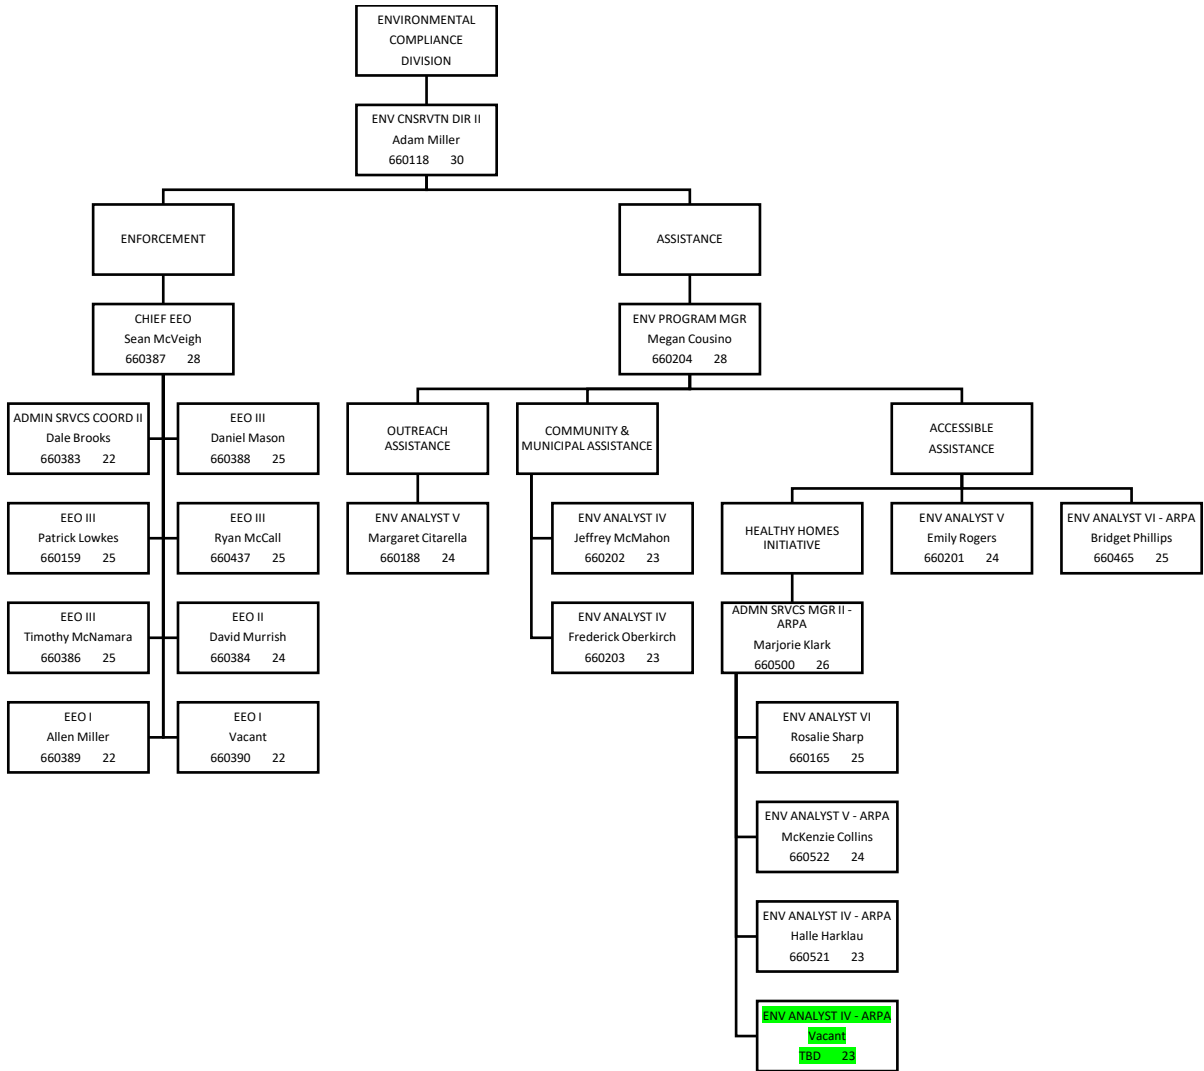 ENVIRONMENTAL
COMPLIANCE
DIVISION
ENV CNSRVTN DIR II
Adam Miller
660118 30
ENFORCEMENT
CHIEF EEO
Sean McVeigh
660387 28
ADMIN SRVCS COORD II
Dale Brooks
660383 22
EEO III
Daniel Mason
660388 25
EEO III
Patrick Lowkes
660159 25
EEO III
Ryan McCall
660437 25
EEO III
Timothy McNamara
660386 25
EEO II
David Murrish
660384 24
EEO I
Allen Miller
660389 22
EEO I
Vacant
660390 22
ASSISTANCE
ENV PROGRAM MGR
Megan Cousino
660204 28
OUTREACH
ASSISTANCE
ENV ANALYST V
Margaret Citarella
660188 24
COMMUNITY &
MUNICIPAL ASSISTANCE
ENV ANALYST IV
Jeffrey McMahon
660202 23
ENV ANALYST IV
Frederick Oberkirch
660203 23
ACCESSIBLE
ASSISTANCE
HEALTHY HOMES
INITIATIVE
ADMN SRVCS MGR II -
ARPA
Marjorie Klark
660500 26
ENV ANALYST VI
Rosalie Sharp
660165 25
ENV ANALYST V - ARPA
McKenzie Collins
660522 24
ENV ANALYST IV - ARPA
Halle Harklau
660521 23
ENV ANALYST IV - ARPA
Vacant
TBD 23
ENV ANALYST V
Emily Rogers
660201 24
ENV ANALYST VI - ARPA
Bridget Phillips
660465 25